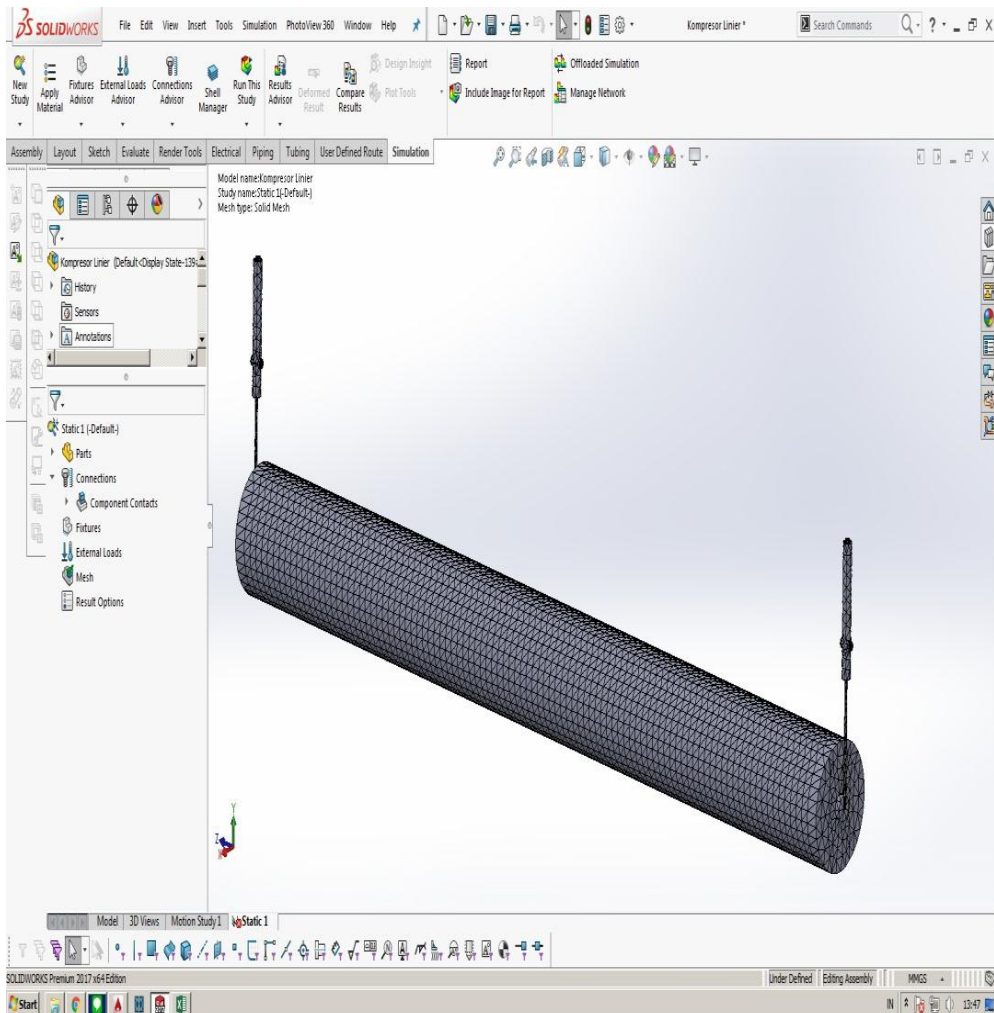 SOLIDWORKS File Edit View Insert Tools Simulation PhotoView 360 Window Help Kompresor Linier * Search Commands
New Study Apply Material Fixtures Advisor External Loads Advisor Connections Advisor Shell Manager Run This Study Results Advisor Deformed Result Compare Results Design Insight Plot Tools Report Include Image for Report Offloaded Simulation Manage Network
Assembly Layout Sketch Evaluate Render Tools Electrical Piping Tubing User Defined Route Simulation
Model name:Kompresor Linier
Study name:Static 1(-Default-)
Mesh type: Solid Mesh
Kompresor Linier (Default<Display State-139
History
Sensors
Annotations
Static 1 (-Default-)
Parts
Connections
Component Contacts
Fixtures
External Loads
Mesh
Result Options
Y
Z
X
Model 3D Views Motion Study 1 Static 1
SOLIDWORKS Premium 2017 x64 Edition Under Defined Editing Assembly MMGS
Start IN 13:47